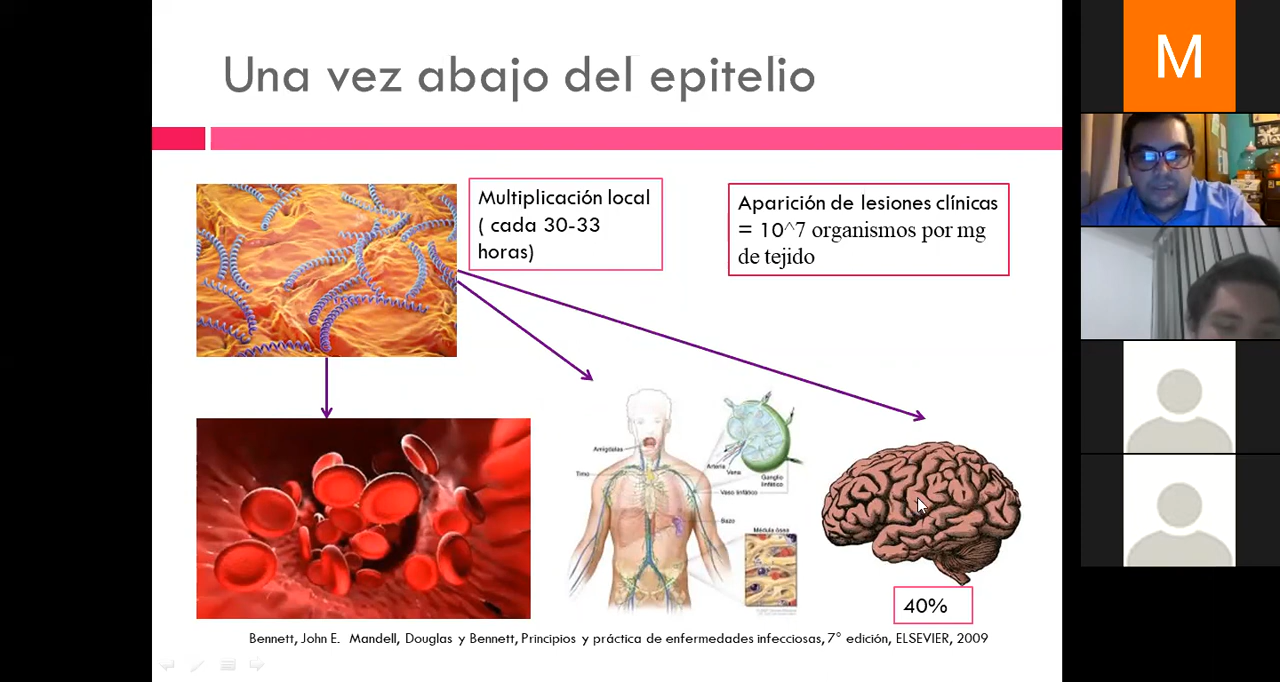 Una vez abajo del epitelio
Multiplicación local
( cada 30-33
horas)
Aparición de lesiones clínicas
= 10^7 organismos por mg
de tejido
Amígdalas
Timo
Arteria
Vena
Ganglio
linfático
Vaso linfático
Bazo
Médula ósea
40%
Bennett, John E. Mandell, Douglas y Bennett, Principios y práctica de enfermedades infecciosas, 7° edición, ELSEVIER, 2009
M